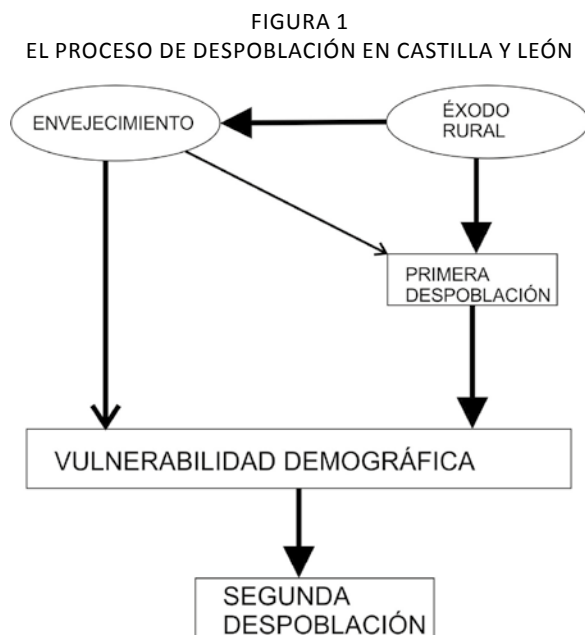 FIGURA 1
EL PROCESO DE DESPOBLACIÓN EN CASTILLA Y LEÓN
ENVEJECIMIENTO
ÉXODO
RURAL
PRIMERA
DESPOBLACIÓN
VULNERABILIDAD DEMOGRÁFICA
SEGUNDA
DESPOBLACIÓN